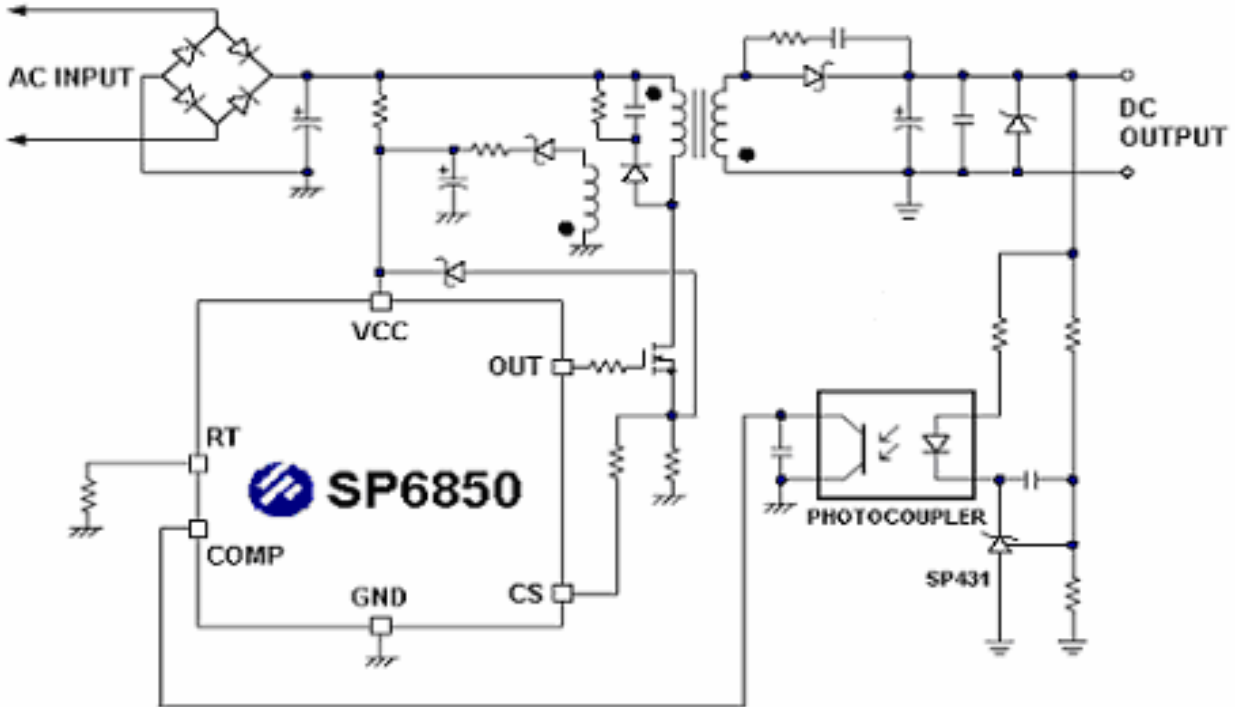 AC INPUT
DC
OUTPUT
VCC
OUT
RT
SP6850
COMP
PHOTOCOUPLER
SP431
CS
GND